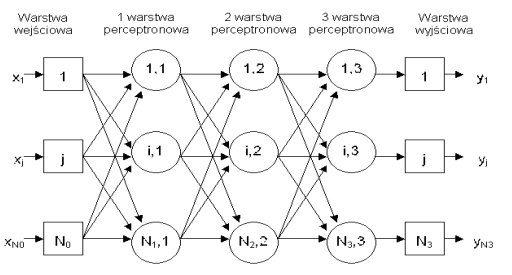 Warstwa wejściowa
1 warstwa perceptronowa
2 warstwa perceptronowa
3 warstwa perceptronowa
Warstwa wyjściowa
x1 1 1,1 1,2 1,3 1 y1
xj j i,1 i,2 i,3 j yj
xN0 N0 N1,1 N2,2 N3,3 N3 yN3